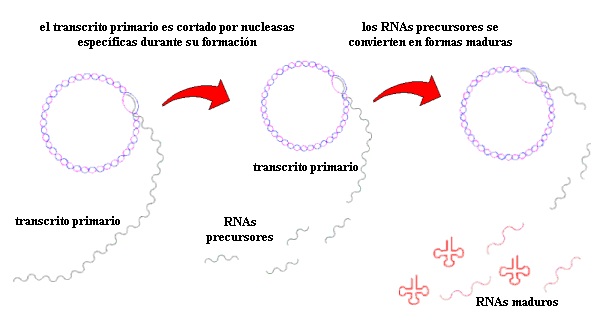 el transcrito primario es cortado por nucleasas
específicas durante su formación
los RNAs precursores se
convierten en formas maduras
transcrito primario
transcrito primario
RNAs
precursores
RNAs maduros